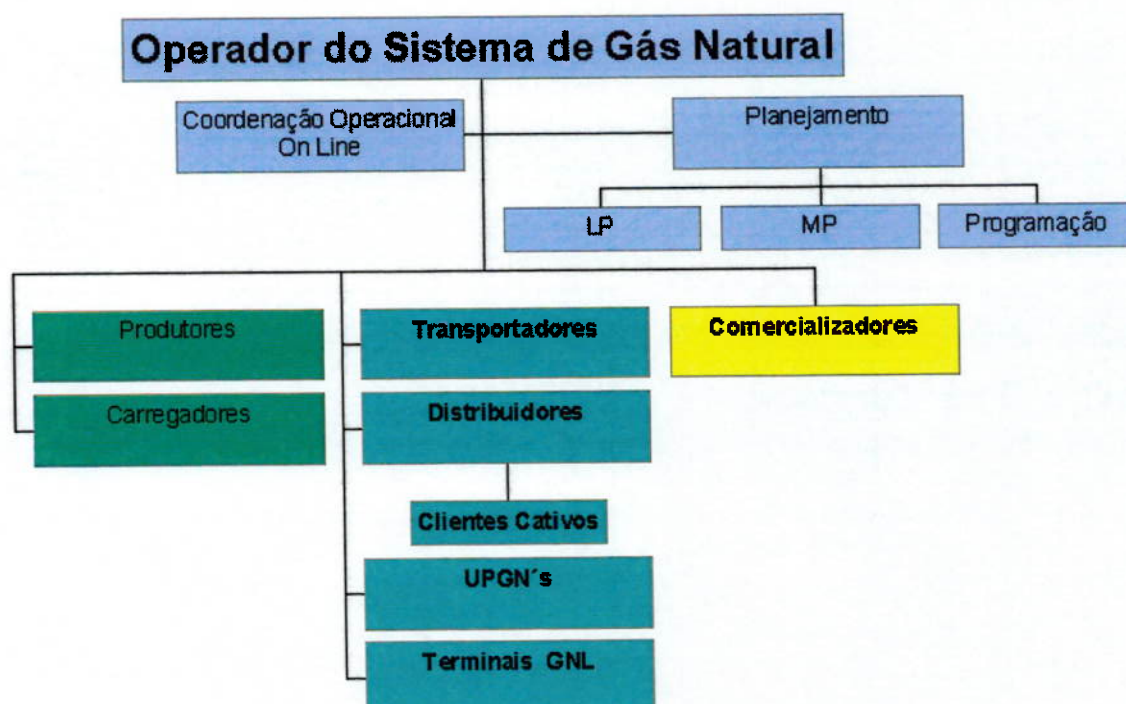 Operador do Sistema de Gás Natural
Coordenação Operacional
On Line
Planejamento
LP
MP
Programação
Produtores
Transportadores
Comercializadores
Carregadores
Distribuidores
Clientes Cativos
UPGN´s
Terminais GNL